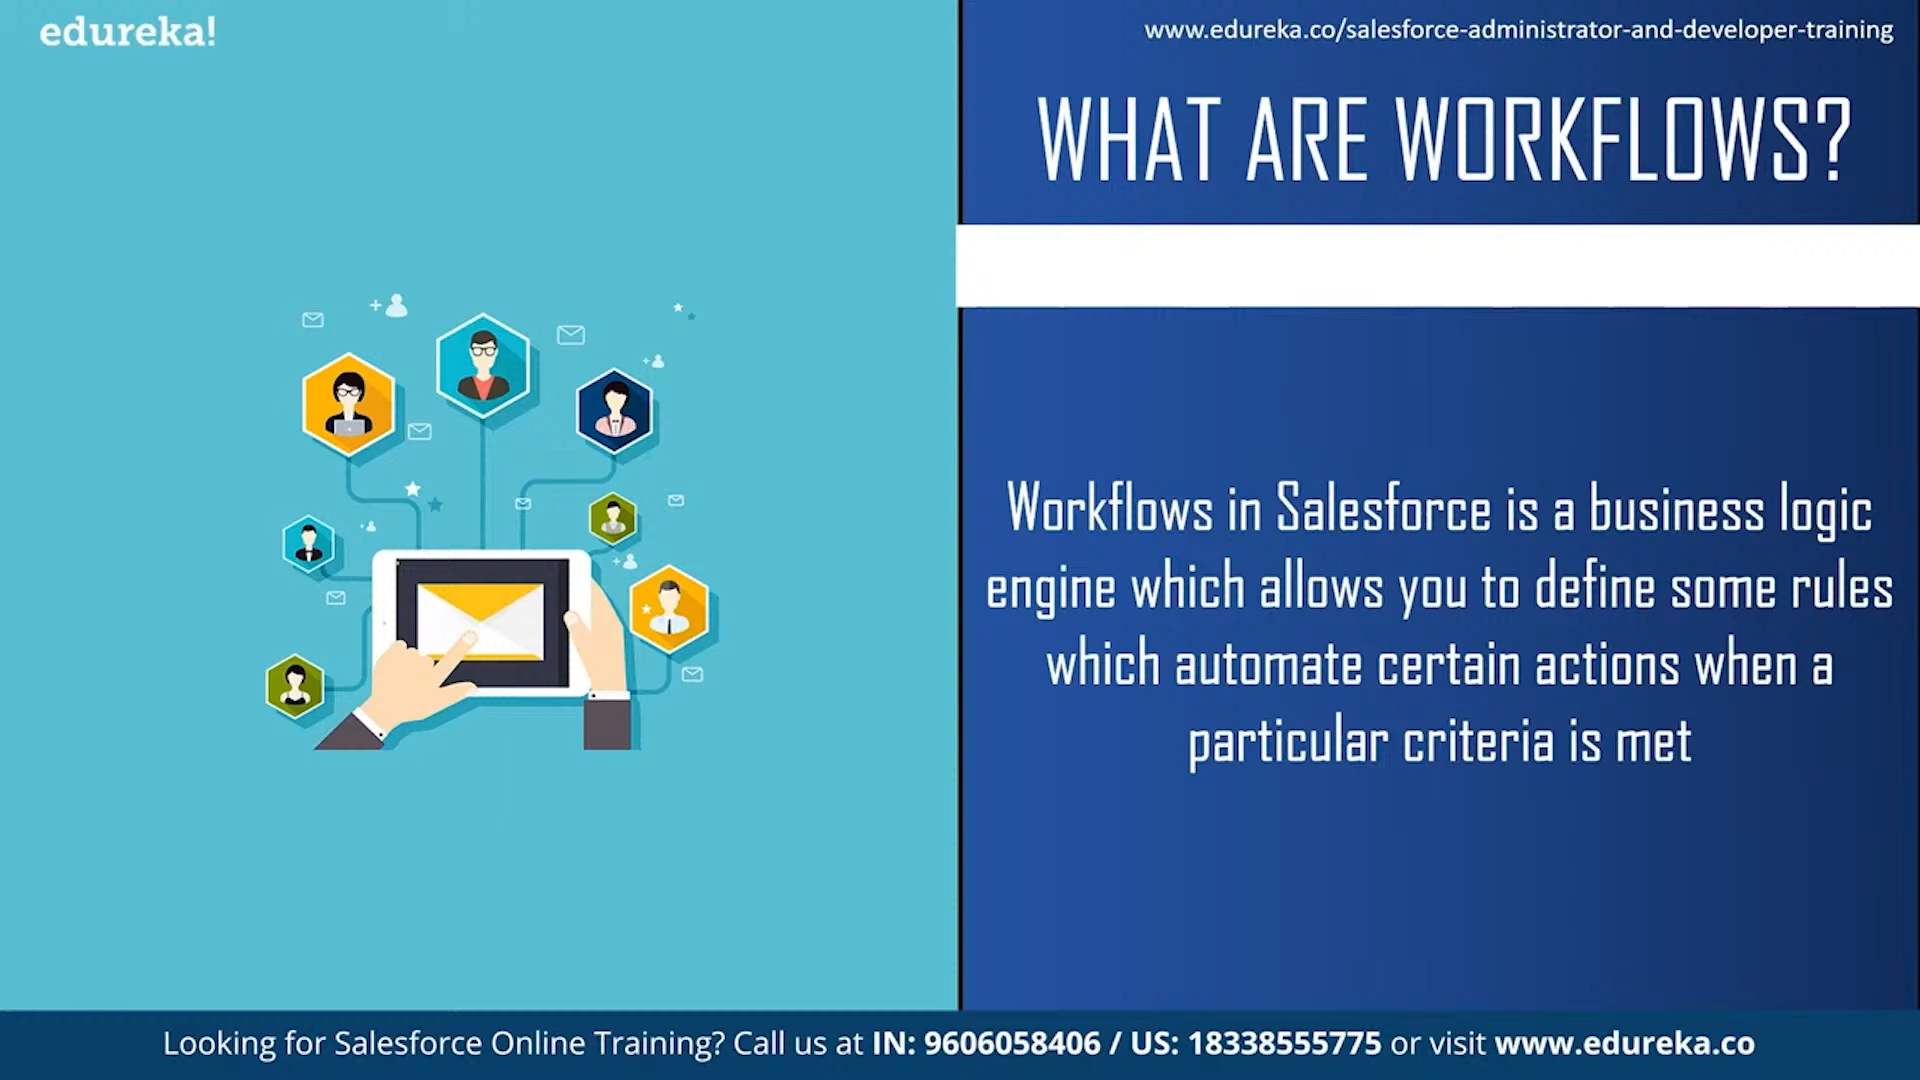 edureka!
www.edureka.co/salesforce-administrator-and-developer-training
WHAT ARE WORKFLOWS?
Workflows in Salesforce is a business logic
engine which allows you to define some rules
which automate certain actions when a
particular criteria is met
Looking for Salesforce Online Training? Call us at IN: 9606058406 / US: 18338555775 or visit www.edureka.co